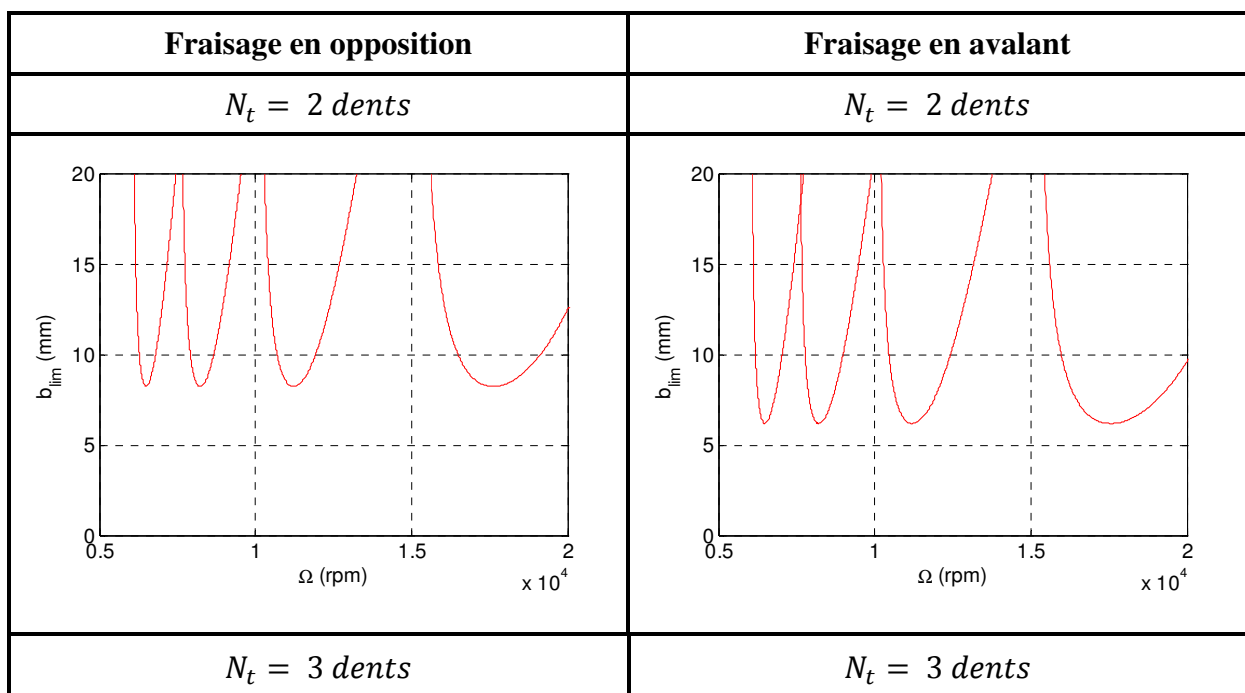 Fraisage en opposition
Fraisage en avalant
N_t = 2 dents
N_t = 2 dents
20
15
10
5
0
b_lim (mm)
0.5
1
1.5
2
Ω (rpm)
x 10^4
20
15
10
5
0
b_lim (mm)
0.5
1
1.5
2
Ω (rpm)
x 10^4
N_t = 3 dents
N_t = 3 dents